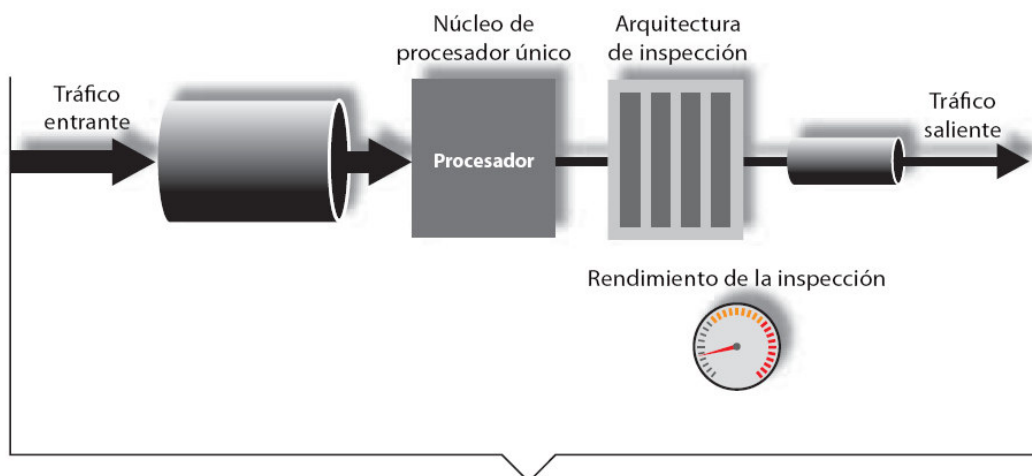 Núcleo de
procesador único
Arquitectura
de inspección
Tráfico
entrante
Procesador
Tráfico
saliente
Rendimiento de la inspección